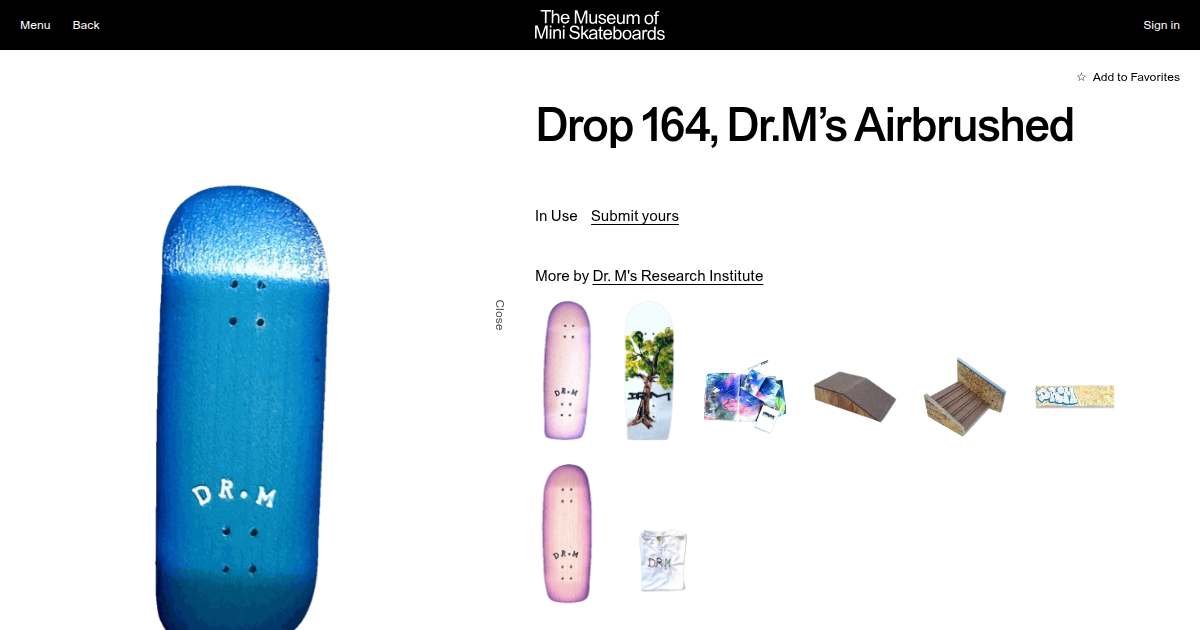 Menu
Back
The Museum of
Mini Skateboards
Sign in
☆ Add to Favorites
Drop 164, Dr.M’s Airbrushed
In Use Submit yours
More by Dr. M's Research Institute
Close
DR•M
DR•M
DR•M
DRM